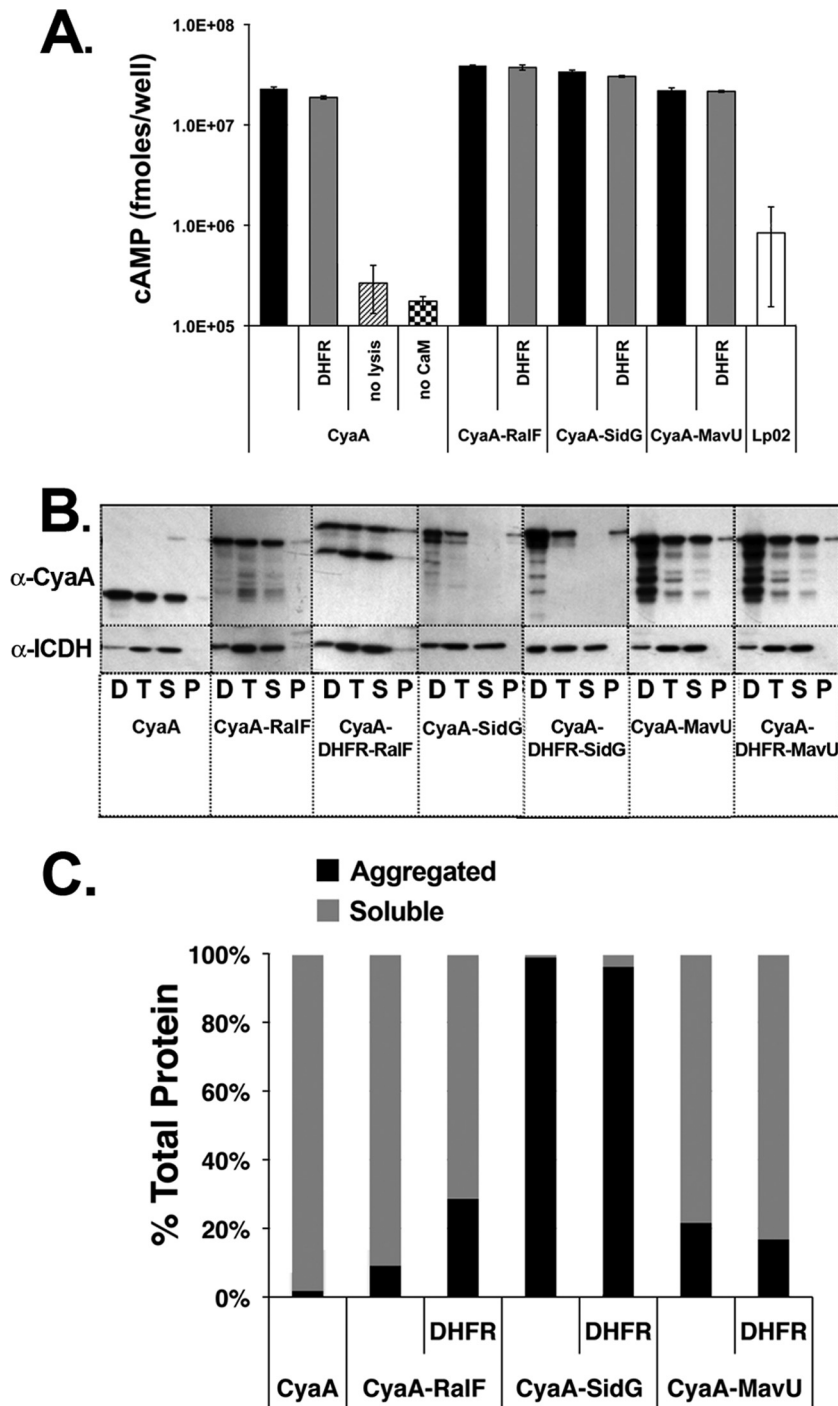 A.
1.0E+08
1.0E+07
1.0E+06
1.0E+05
cAMP (fmoles/well)
DHFR
no lysis
no CaM
DHFR
DHFR
DHFR
CyaA
CyaA-RalF
CyaA-SidG
CyaA-MavU
Lp02
B.
α-CyaA
α-ICDH
D T S P D T S P D T S P D T S P D T S P D T S P D T S P
CyaA
CyaA-RalF
CyaA-
DHFR-RalF
CyaA-SidG
CyaA-
DHFR-SidG
CyaA-MavU
CyaA-
DHFR-MavU
C.
Aggregated
Soluble
100%
80%
60%
40%
20%
0%
% Total Protein
DHFR
DHFR
DHFR
CyaA
CyaA-RalF
CyaA-SidG
CyaA-MavU